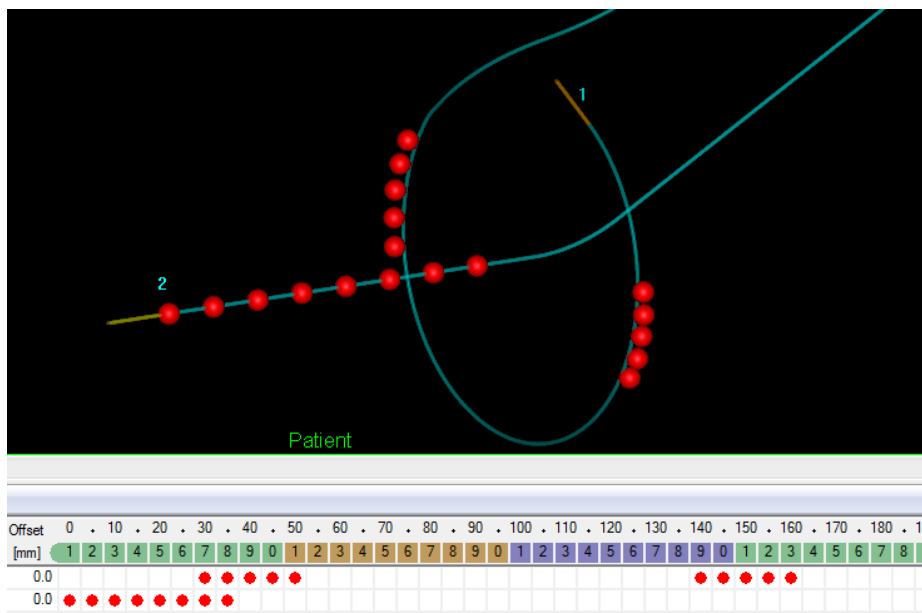 1
2
Patient
Offset 0 . 10 . 20 . 30 . 40 . 50 . 60 . 70 . 80 . 90 . 100 . 110 . 120 . 130 . 140 . 150 . 160 . 170 . 180 . 1
[mm] 1 2 3 4 5 6 7 8 9 0 1 2 3 4 5 6 7 8 9 0 1 2 3 4 5 6 7 8 9 0 1 2 3 4 5 6 7 8
0.0
0.0